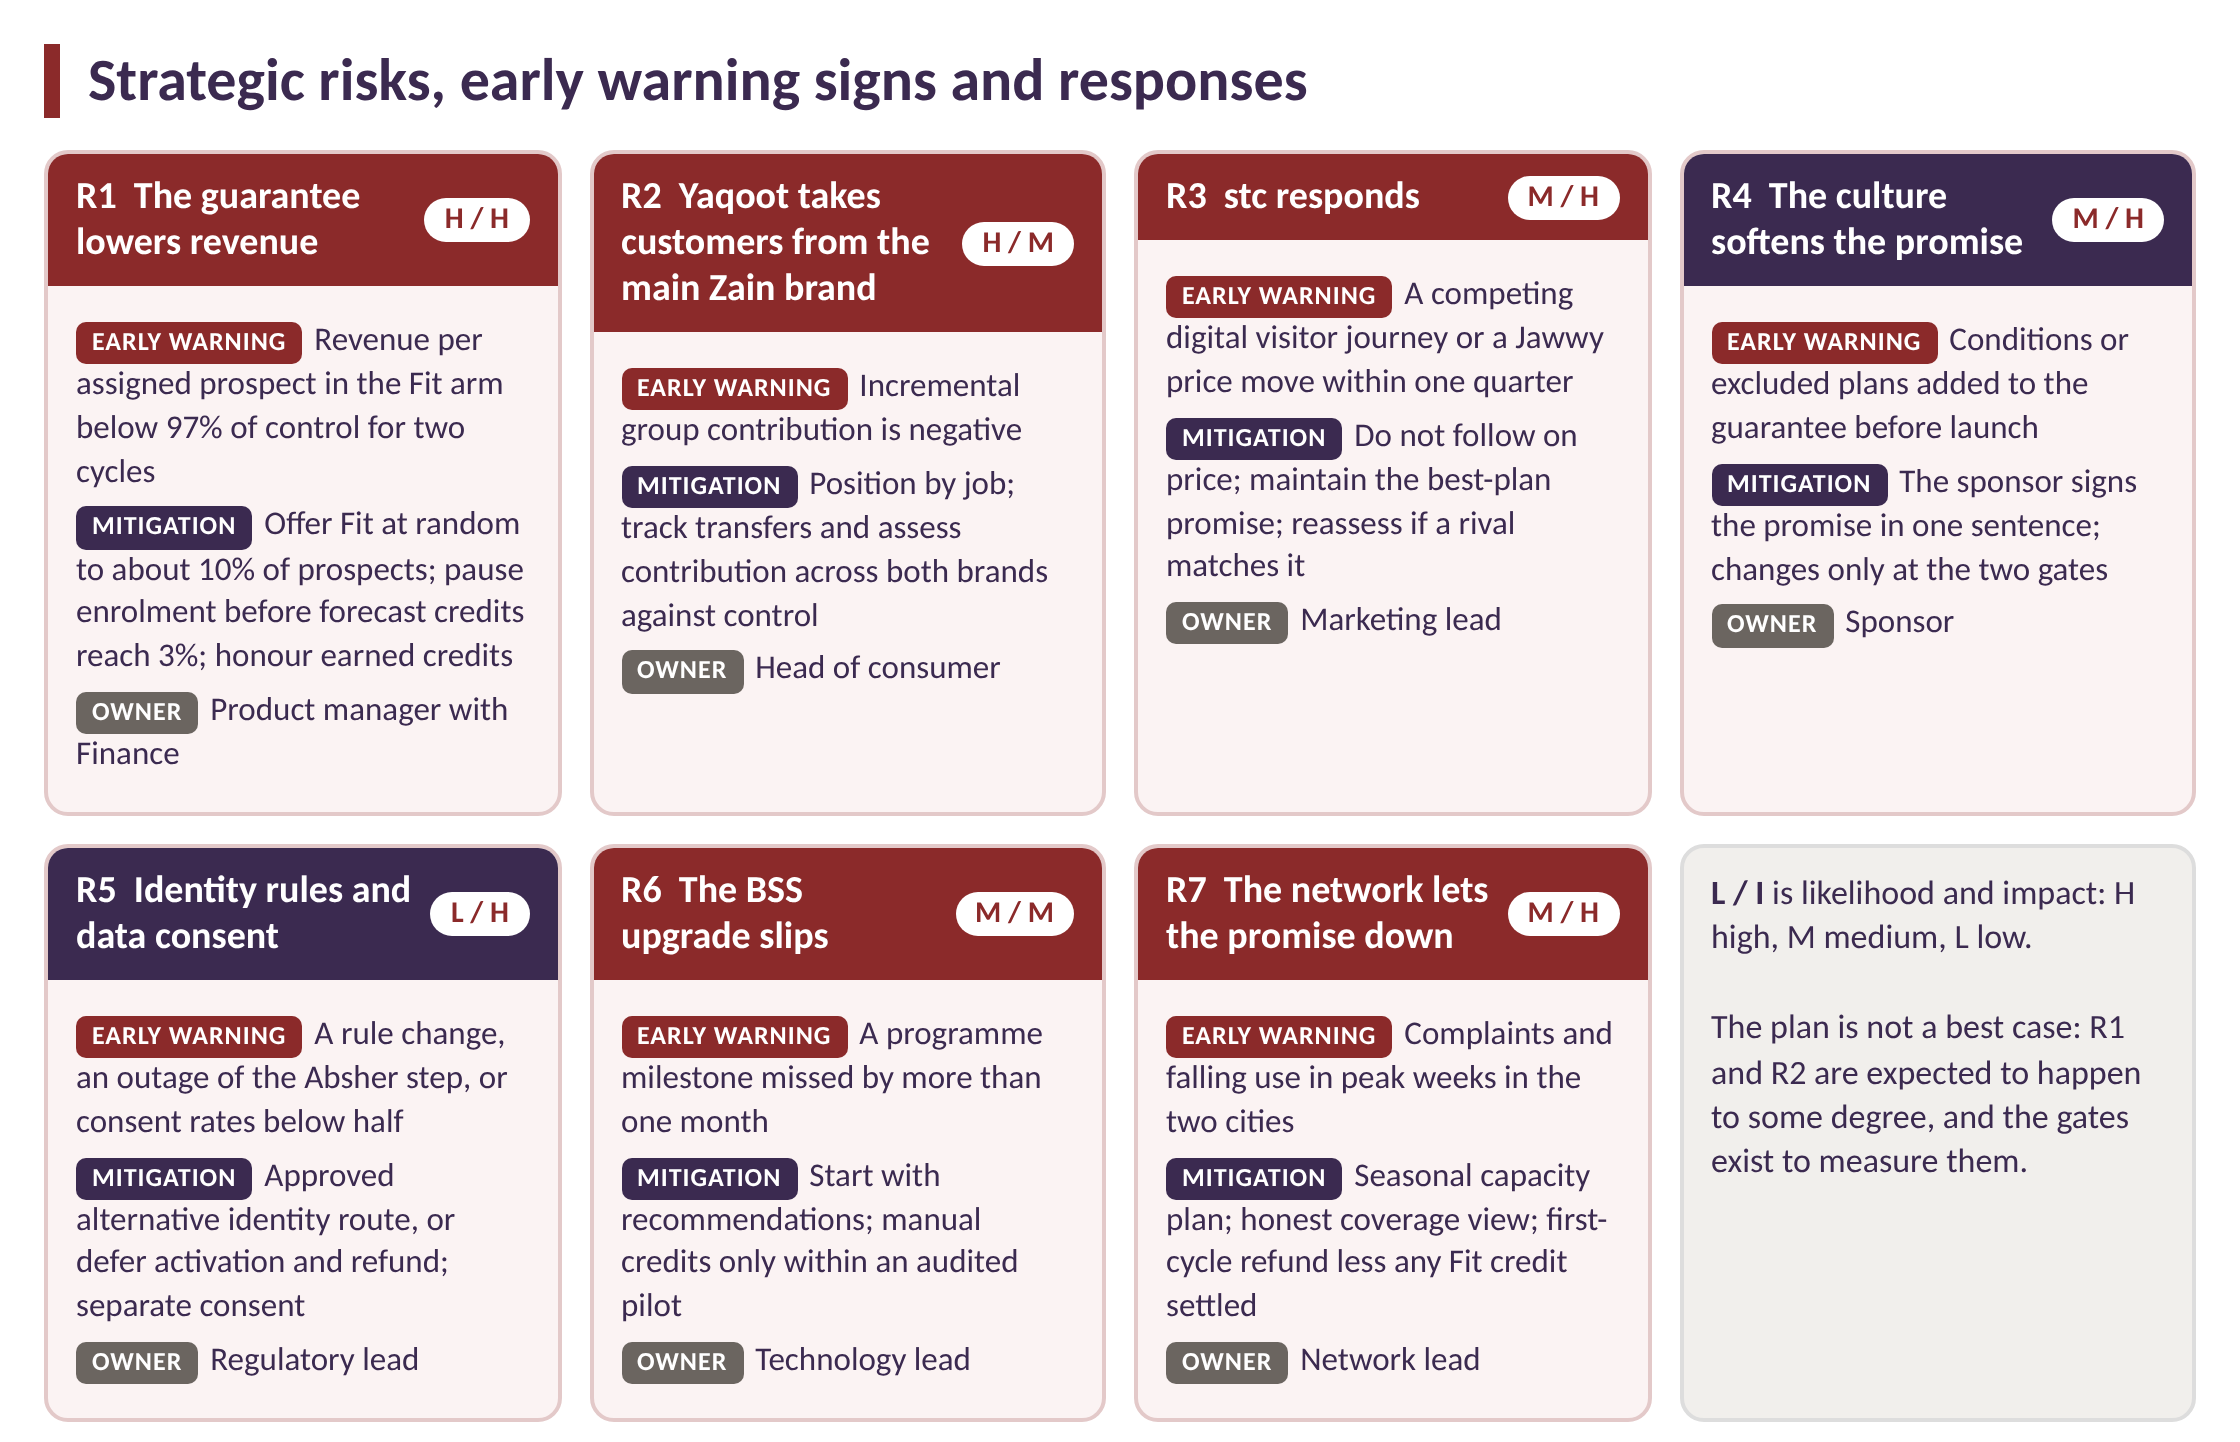 Strategic risks, early warning signs and responses
R1 The guarantee
lowers revenue
H / H
EARLY WARNING Revenue per
assigned prospect in the Fit arm
below 97% of control for two
cycles
MITIGATION Offer Fit at random
to about 10% of prospects; pause
enrolment before forecast credits
reach 3%; honour earned credits
OWNER Product manager with
Finance
R2 Yaqoot takes
customers from the
main Zain brand
H / M
EARLY WARNING Incremental
group contribution is negative
MITIGATION Position by job;
track transfers and assess
contribution across both brands
against control
OWNER Head of consumer
R3 stc responds
M / H
EARLY WARNING A competing
digital visitor journey or a Jawwy
price move within one quarter
MITIGATION Do not follow on
price; maintain the best-plan
promise; reassess if a rival
matches it
OWNER Marketing lead
R4 The culture
softens the promise
M / H
EARLY WARNING Conditions or
excluded plans added to the
guarantee before launch
MITIGATION The sponsor signs
the promise in one sentence;
changes only at the two gates
OWNER Sponsor
R5 Identity rules and
data consent
L / H
EARLY WARNING A rule change,
an outage of the Absher step, or
consent rates below half
MITIGATION Approved
alternative identity route, or
defer activation and refund;
separate consent
OWNER Regulatory lead
R6 The BSS
upgrade slips
M / M
EARLY WARNING A programme
milestone missed by more than
one month
MITIGATION Start with
recommendations; manual
credits only within an audited
pilot
OWNER Technology lead
R7 The network lets
the promise down
M / H
EARLY WARNING Complaints and
falling use in peak weeks in the
two cities
MITIGATION Seasonal capacity
plan; honest coverage view; first-
cycle refund less any Fit credit
settled
OWNER Network lead
L / I is likelihood and impact: H
high, M medium, L low.
The plan is not a best case: R1
and R2 are expected to happen
to some degree, and the gates
exist to measure them.